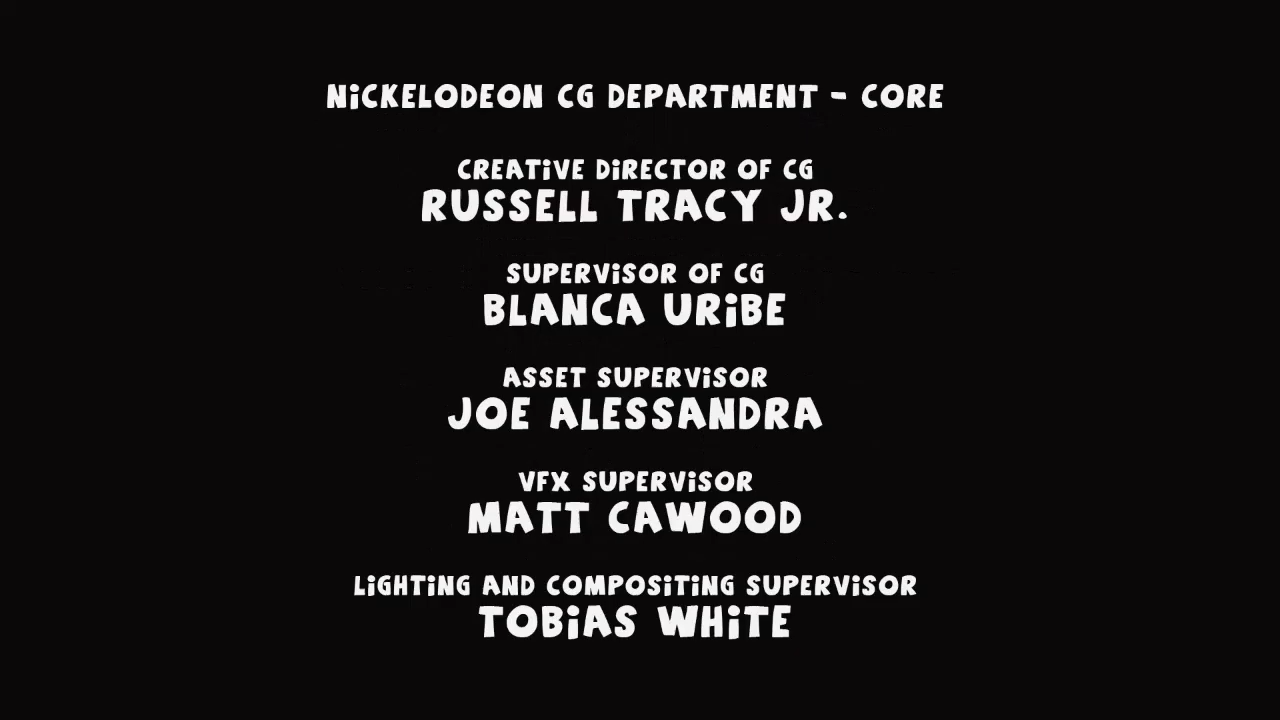 NiCKELODEON CG DEPARTMENT - CORE
CREATiVE DiRECTOR OF CG
RUSSELL TRACY JR.
SUPERViSOR OF CG
BLANCA URiBE
ASSET SUPERViSOR
JOE ALESSANDRA
VFX SUPERViSOR
MATT CAWOOD
LiGHTiNG AND COMPOSiTiNG SUPERViSOR
TOBiAS WHiTE